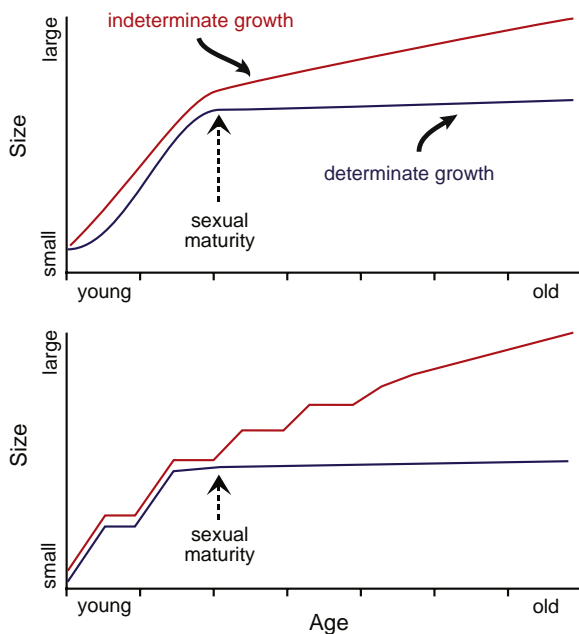 large
indeterminate growth
Size
determinate growth
sexual
maturity
small
young
old
large
Size
sexual
maturity
small
young
old
Age